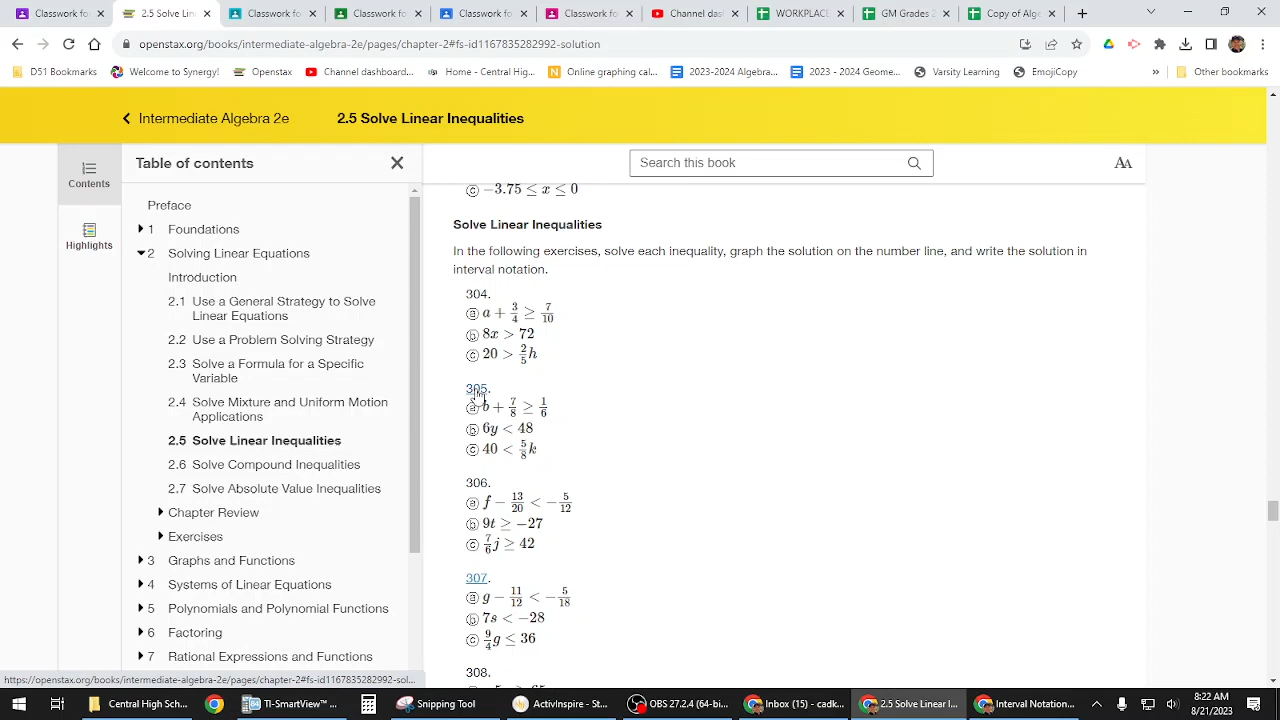 Classwork for
2.5 Solve Line
Classwork fo
Classwork fo
Classwork fo
Classwork fo
Channel dash
WORKPLACE
GM Grades 2
Copy of Alge
openstax.org/books/intermediate-algebra-2e/pages/chapter-2#fs-id1167835282992-solution
D51 Bookmarks
Welcome to Synergy!
Openstax
Channel dashboard...
Home - Central Hig...
Online graphing cal...
2023-2024 Algebra...
2023 - 2024 Geome...
Varsity Learning
EmojiCopy
»
Other bookmarks
Intermediate Algebra 2e
2.5 Solve Linear Inequalities
Contents
Highlights
Table of contents
Preface
1 Foundations
2 Solving Linear Equations
Introduction
2.1 Use a General Strategy to Solve
Linear Equations
2.2 Use a Problem Solving Strategy
2.3 Solve a Formula for a Specific
Variable
2.4 Solve Mixture and Uniform Motion
Applications
2.5 Solve Linear Inequalities
2.6 Solve Compound Inequalities
2.7 Solve Absolute Value Inequalities
Chapter Review
Exercises
3 Graphs and Functions
4 Systems of Linear Equations
5 Polynomials and Polynomial Functions
6 Factoring
7 Rational Expressions and Functions
Search this book
AA
ⓒ −3.75 ≤ x ≤ 0
Solve Linear Inequalities
In the following exercises, solve each inequality, graph the solution on the number line, and write the solution in
interval notation.
304.
ⓐ a + 3/4 ≥ 7/10
ⓑ 8x > 72
ⓒ 20 > 2/5 h
305.
ⓐ b + 7/8 ≥ 1/6
ⓑ 6y < 48
ⓒ 40 < 5/8 k
306.
ⓐ f − 13/20 < −5/12
ⓑ 9t ≥ −27
ⓒ 7/6 j ≥ 42
307.
ⓐ g − 11/12 < −5/18
ⓑ 7s < −28
ⓒ 9/4 g ≤ 36
308.
https://openstax.org/books/intermediate-algebra-2e/pages/chapter-2#fs-id1167835282992-sol...
Central High Sch...
TI-SmartView™ ...
Snipping Tool
ActivInspire - St...
OBS 27.2.4 (64-bi...
Inbox (15) - cadk...
2.5 Solve Linear I...
Interval Notation...
8:22 AM
8/21/2023